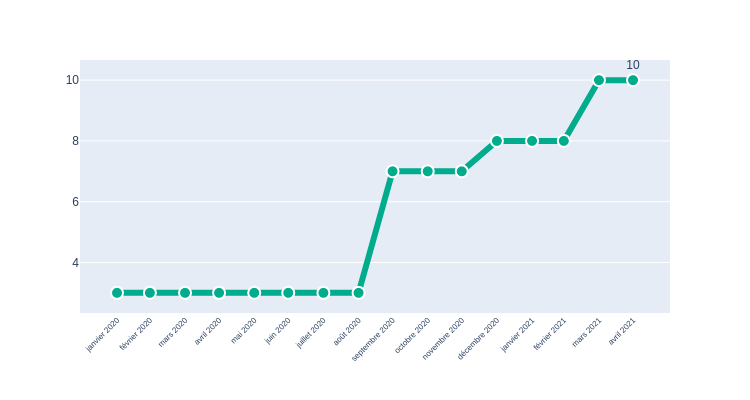 10
10
8
6
4
janvier 2020
février 2020
mars 2020
avril 2020
mai 2020
juin 2020
juillet 2020
août 2020
septembre 2020
octobre 2020
novembre 2020
décembre 2020
janvier 2021
février 2021
mars 2021
avril 2021